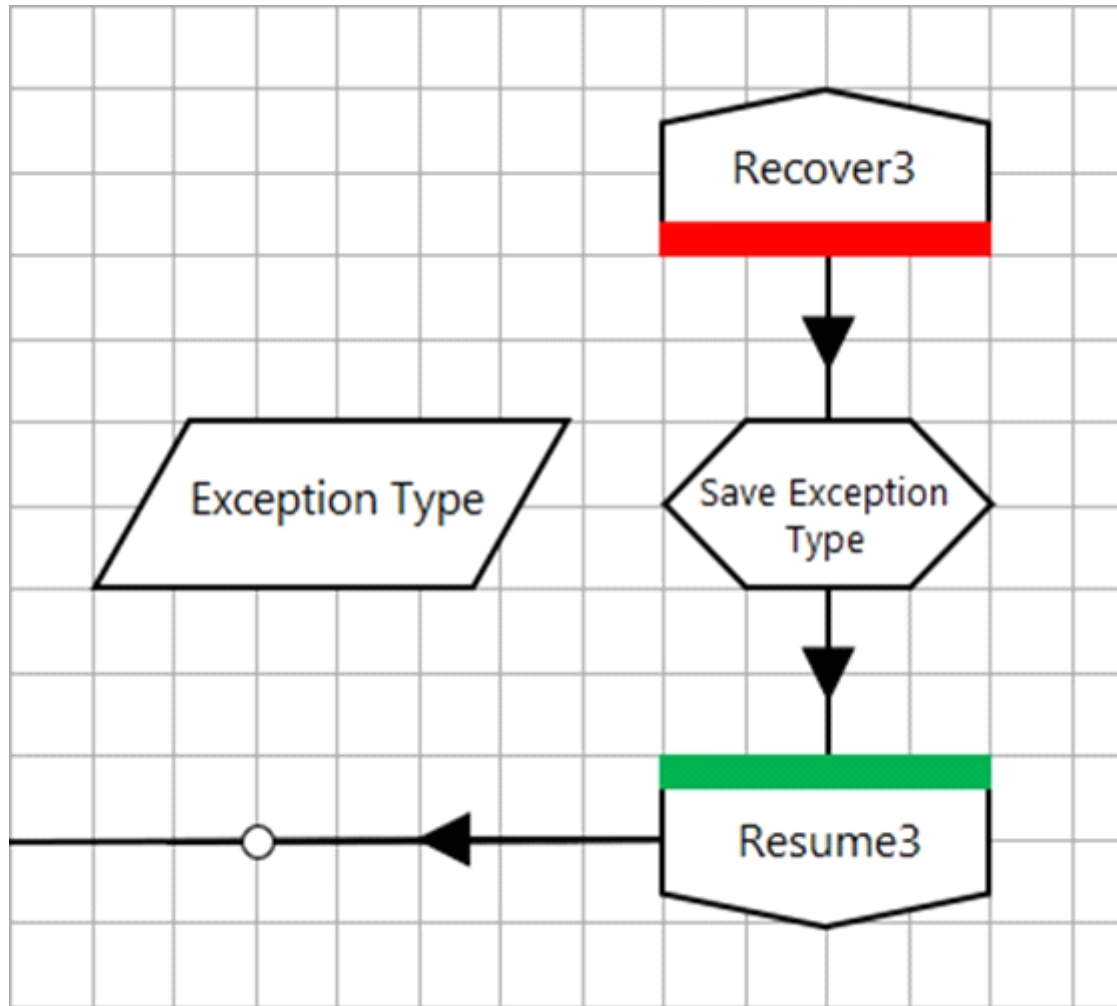 Recover3
Exception Type
Save Exception
Type
Resume3